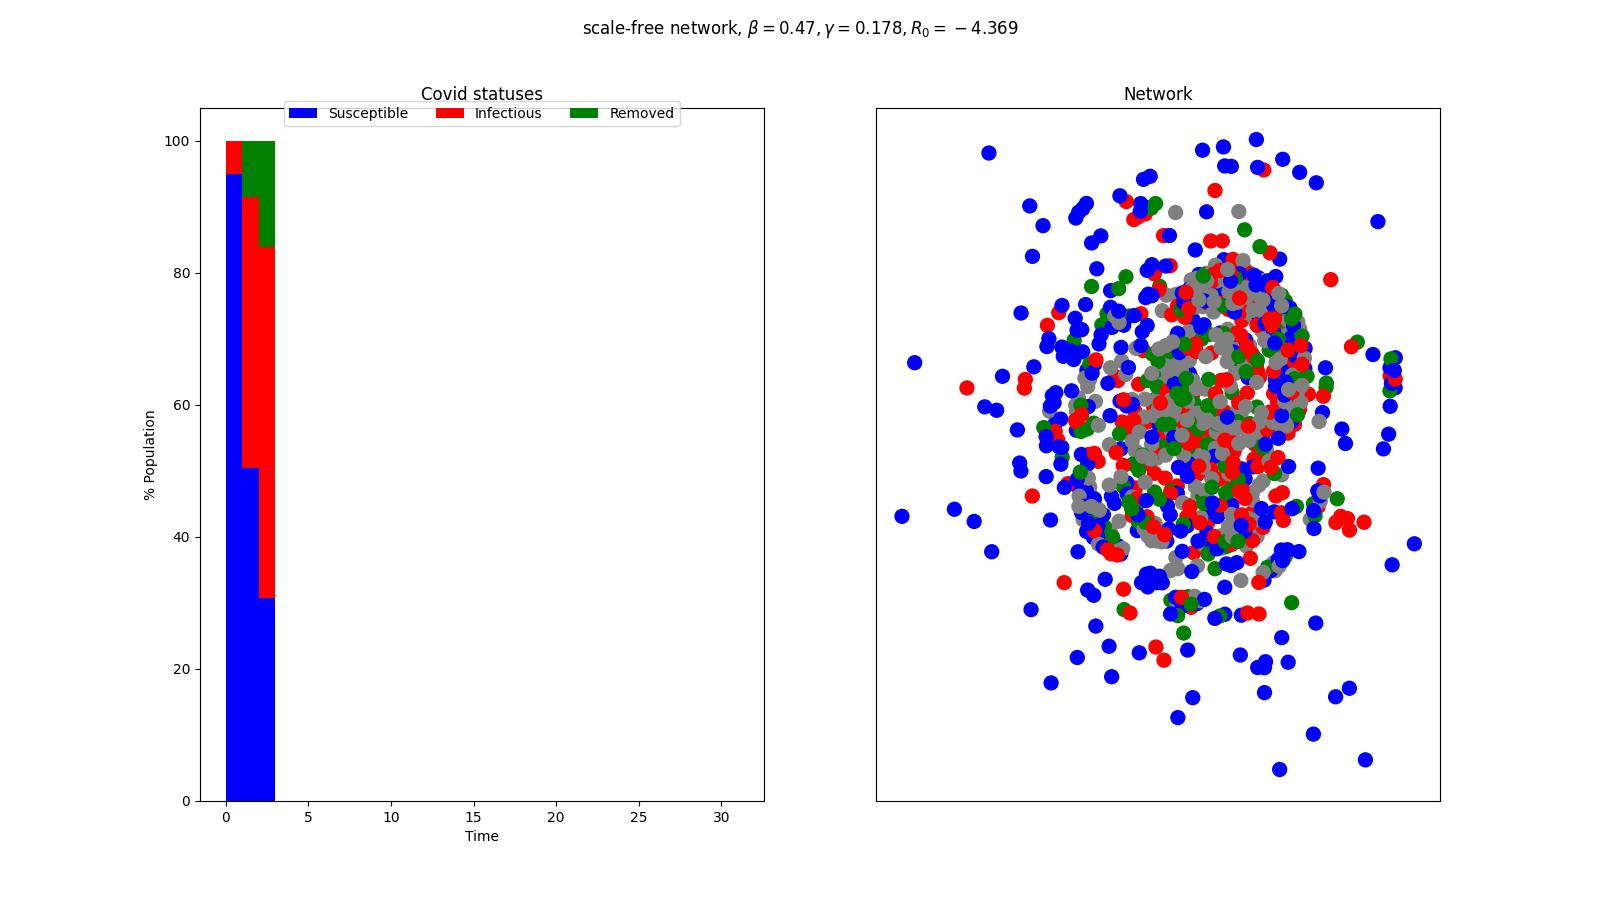 scale-free network, β = 0.47, γ = 0.178, R₀ = −4.369
Covid statuses
Susceptible Infectious Removed
100
80
60
40
20
0
% Population
0 5 10 15 20 25 30
Time
Network